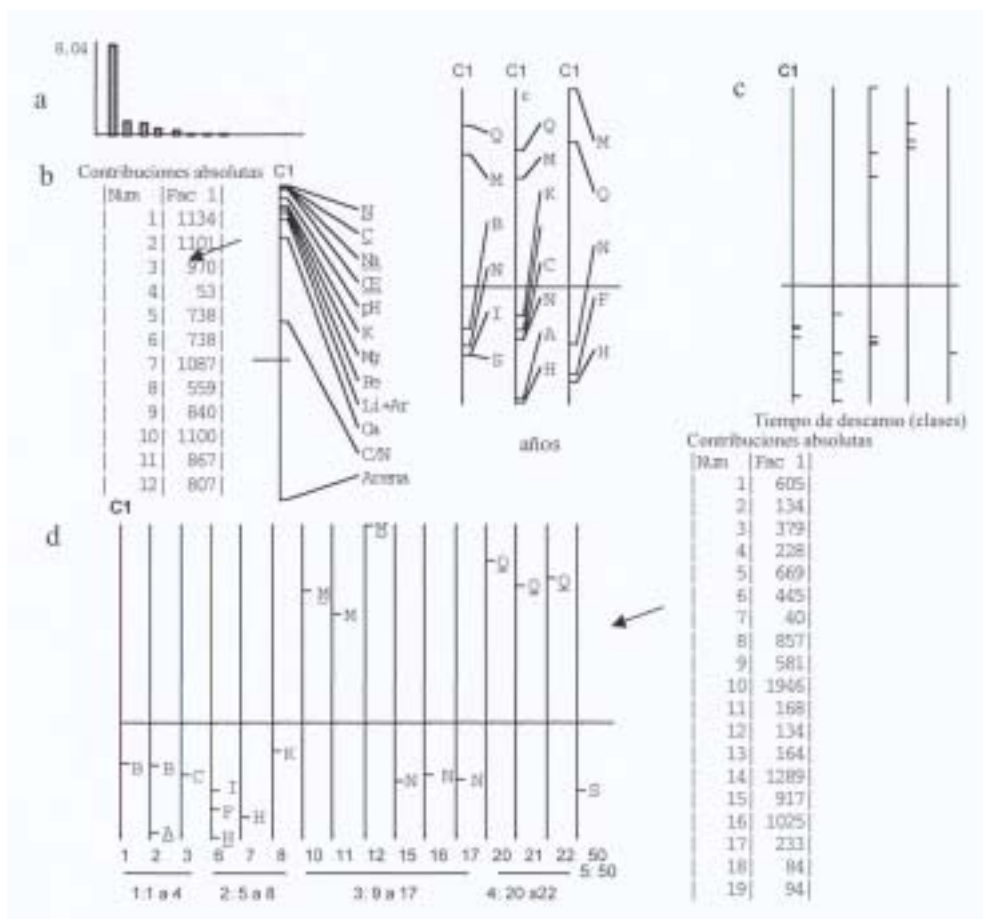 8.04
a
b
Contribuciones absolutas C1
|Num |Fac 1|
| 1| 1134|
| 2| 1101|
| 3| 970|
| 4| 53|
| 5| 738|
| 6| 738|
| 7| 1087|
| 8| 559|
| 9| 840|
| 10| 1100|
| 11| 867|
| 12| 807|
N
C
Na
CE
pH
K
Mg
Fe
Li+Ar
Ca
C/N
Arena
C1 C1 C1
c
Q
M
B
N
I
S
Q
M
K
C
N
A
H
M
Q
N
F
H
años
c
C1
Tiempo de descanso (clases)
Contribuciones absolutas
|Num |Fac 1|
| 1| 605|
| 2| 134|
| 3| 379|
| 4| 228|
| 5| 669|
| 6| 445|
| 7| 40|
| 8| 857|
| 9| 581|
| 10| 1946|
| 11| 168|
| 12| 134|
| 13| 164|
| 14| 1289|
| 15| 917|
| 16| 1025|
| 17| 233|
| 18| 84|
| 19| 94|
C1
d
B
B
A
C
I
F
H
H
K
M
M
N
N
N
Q
Q
Q
S
1 2 3 6 7 8 10 11 12 15 16 17 20 21 22 50
1:1 a 4 2: 5 a 8 3: 9 a 17 4: 20 a22 5: 50